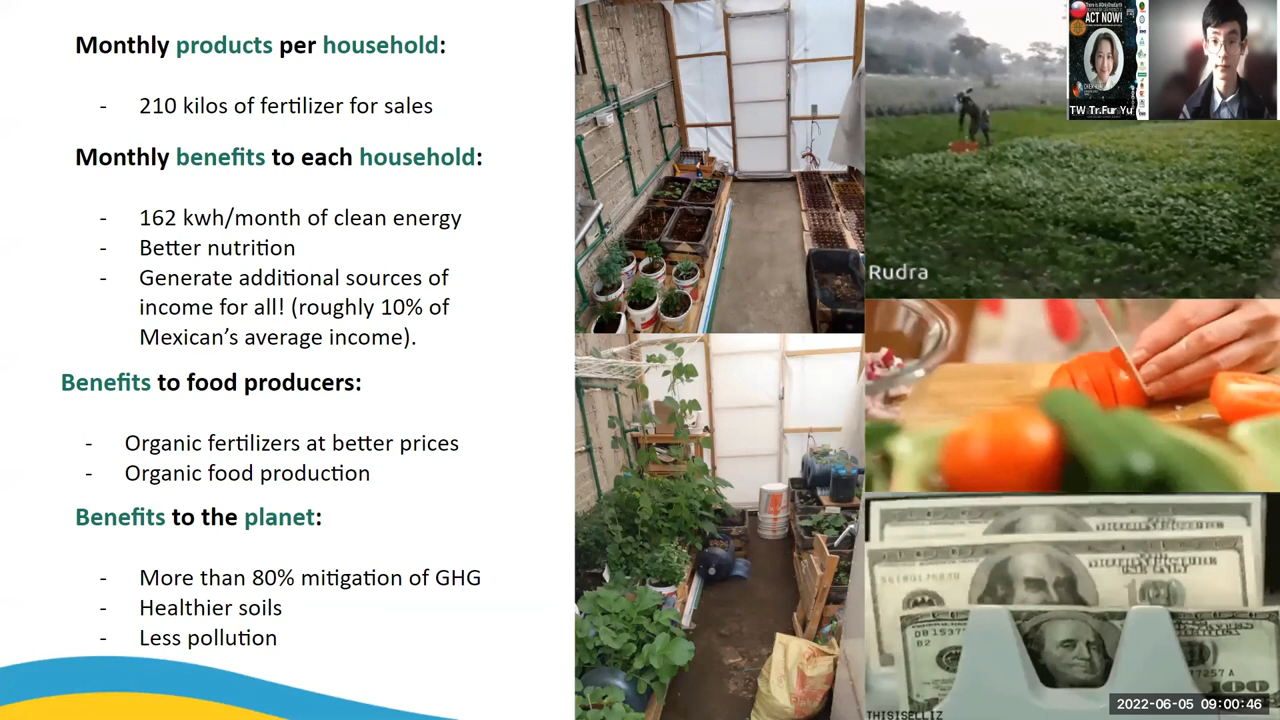 Monthly products per household:
- 210 kilos of fertilizer for sales
Monthly benefits to each household:
- 162 kwh/month of clean energy
- Better nutrition
- Generate additional sources of
income for all! (roughly 10% of
Mexican's average income).
Benefits to food producers:
- Organic fertilizers at better prices
- Organic food production
Benefits to the planet:
- More than 80% mitigation of GHG
- Healthier soils
- Less pollution
ACT NOW!
TW Tr.Fur Yu
Rudra
100
THISISELLIZ
2022-06-05 09:00:46